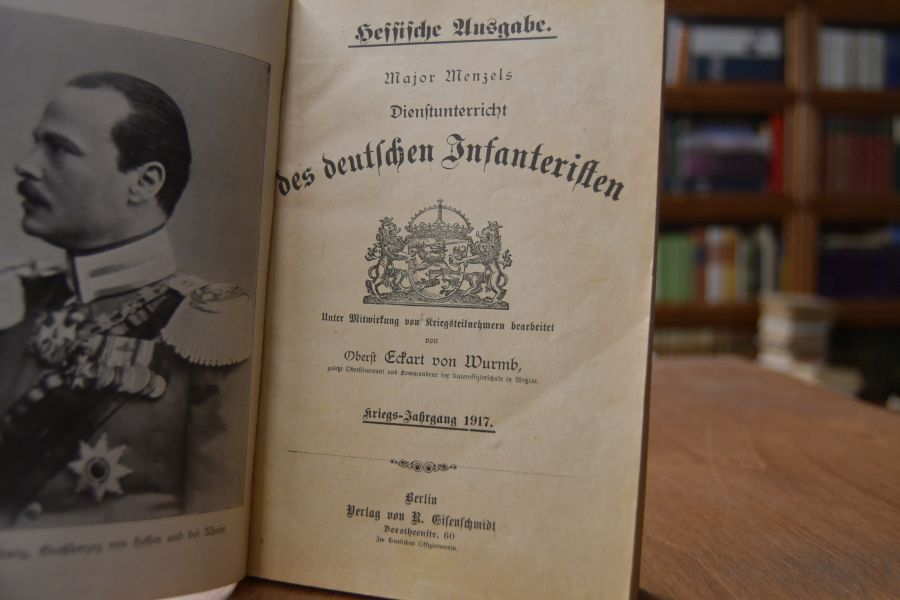 Hessische Ausgabe.
Major Menzels
Dienstunterricht
des deutschen Infanteristen
Unter Mitwirkung von Kriegsteilnehmern bearbeitet
von
Oberst Eckart von Wurmb,
zuletzt Oberstleutnant und Kommandeur der Unteroffizierschule in Wetzlar.
Kriegs-Jahrgang 1917.
Berlin
Verlag von R. Eisenschmidt
Dorotheenstr. 60
Im Deutschen Offizierverein.
Großherzog von Hessen und bei Rhein.